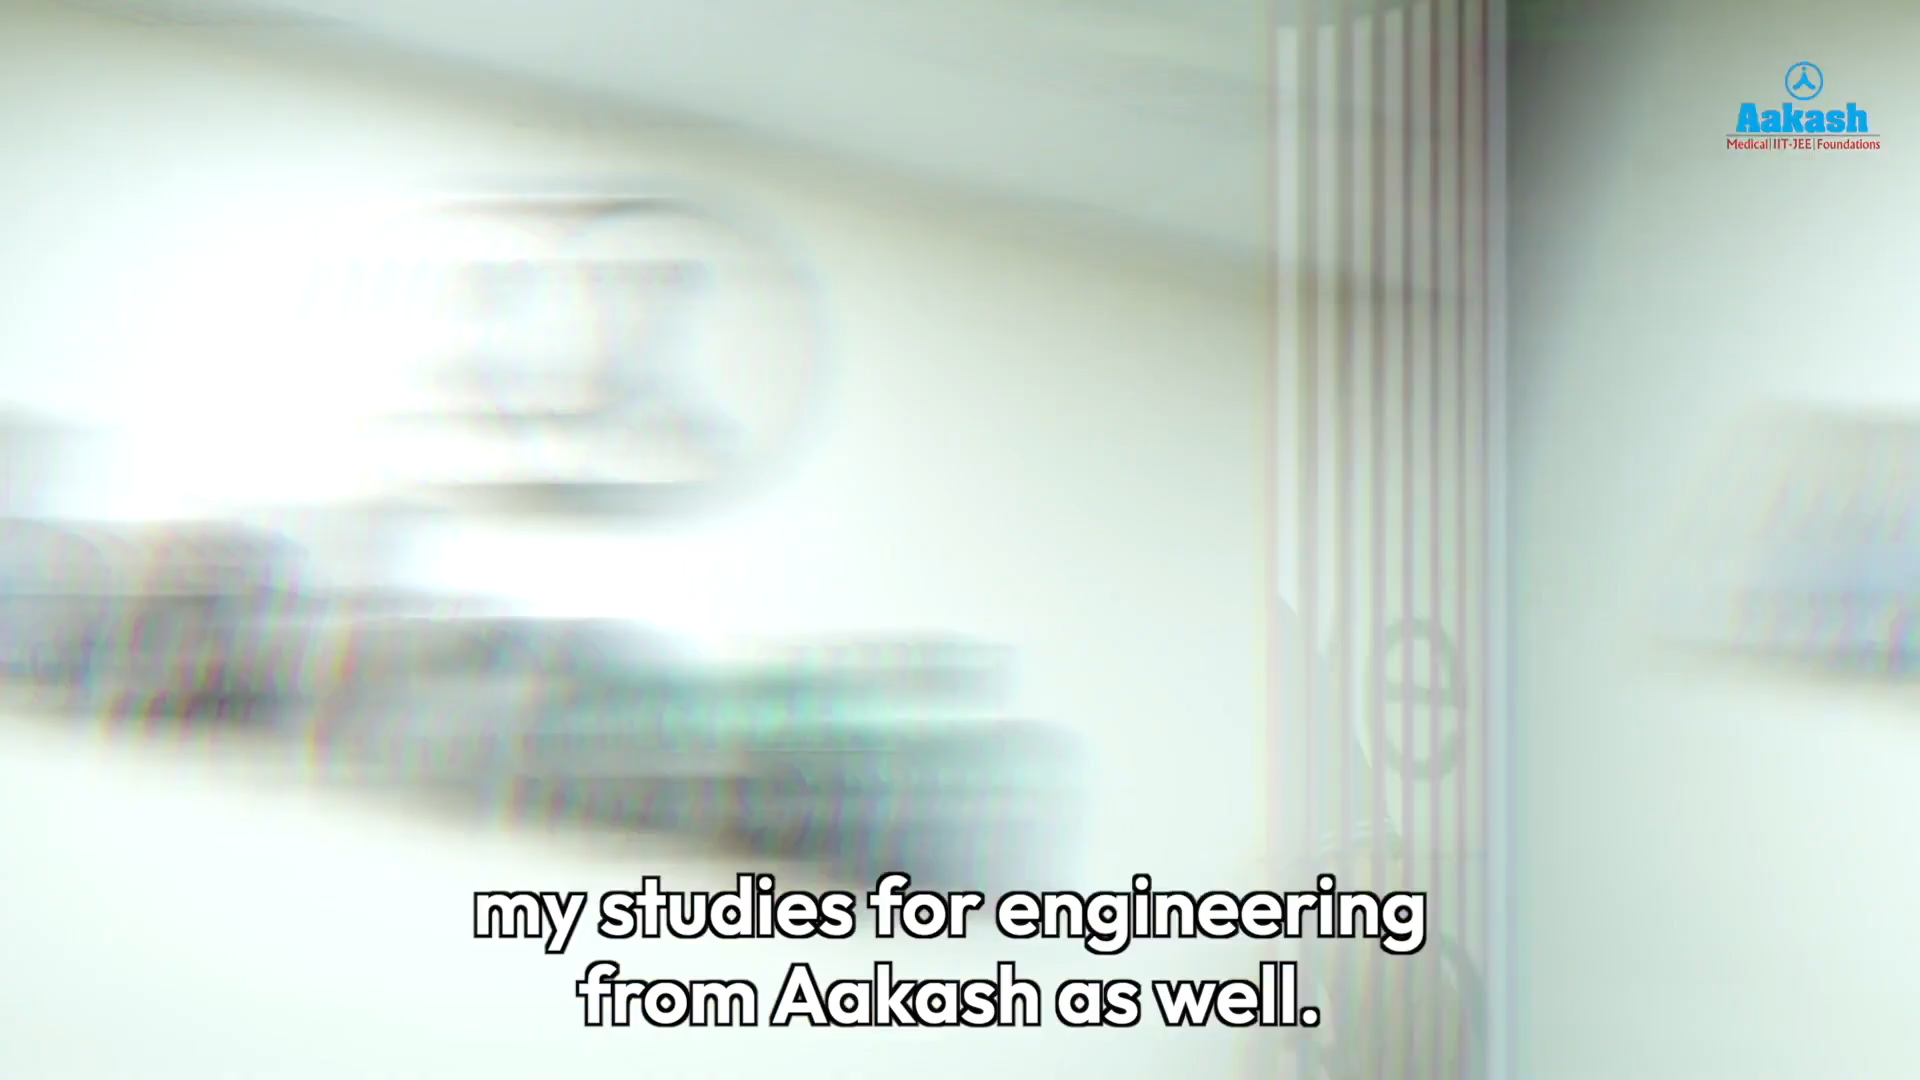 Aakash
Medical|IIT-JEE|Foundations
my studies for engineering
from Aakash as well.